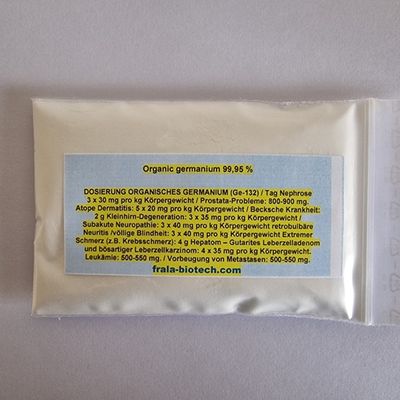 Organic germanium 99,95 %
DOSIERUNG ORGANISCHES GERMANIUM (Ge-132) / Tag Nephrose
3 x 30 mg pro kg Körpergewicht / Prostata-Probleme: 800-900 mg.
Atope Dermatitis: 5 x 20 mg pro kg Körpergewicht / Becksche Krankheit:
2 g Kleinhirn-Degeneration: 3 x 35 mg pro kg Körpergewicht /
Subakute Neuropathie: 3 x 40 mg pro kg Körpergewicht retrobulbäre
Neuritis /völlige Blindheit: 3 x 40 mg pro kg Körpergewicht Extremer
Schmerz (z.B. Krebsschmerz): 4 g Hepatom – Gutartites Leberzelladenom
und bösartiger Leberzellkarzinom: 4 x 35 mg pro kg Körpergewicht.
Leukämie: 500-550 mg. / Vorbeugung von Metastasen: 500-550 mg.
frala-biotech.com